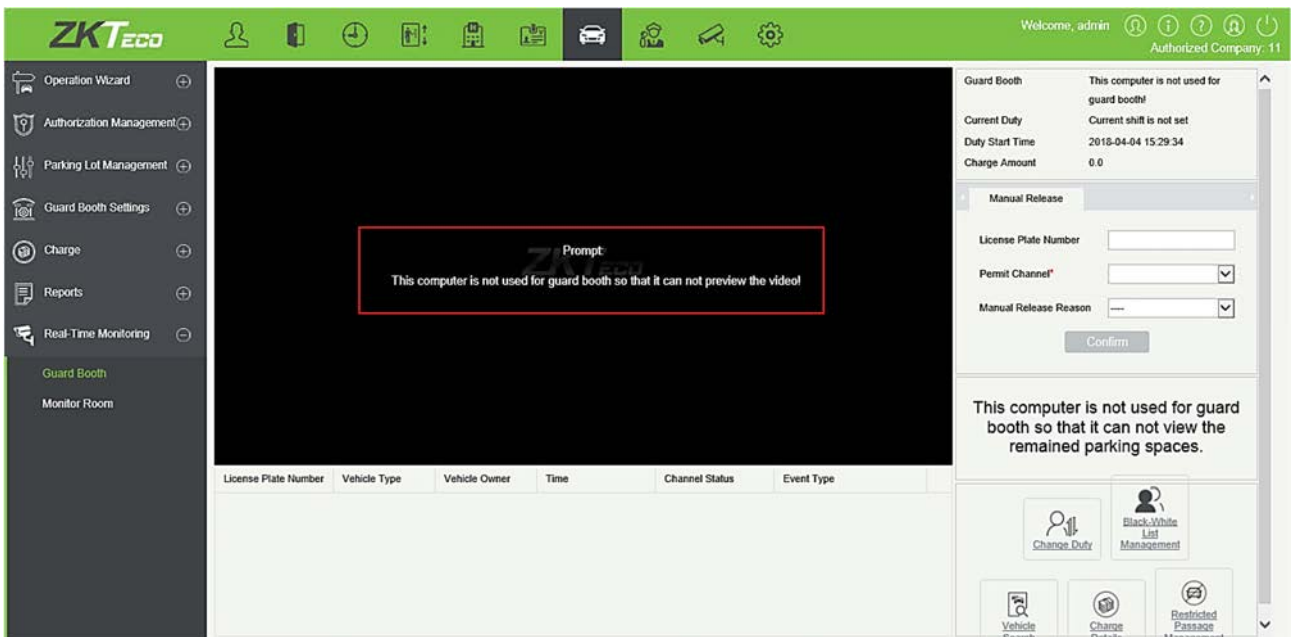 ZKTECO
Welcome, admin
Authorized Company: 11
Operation Wizard
Authorization Management
Parking Lot Management
Guard Booth Settings
Charge
Reports
Real-Time Monitoring
Guard Booth
Monitor Room
ZKTECO
Prompt:
This computer is not used for guard booth so that it can not preview the video!
License Plate Number Vehicle Type Vehicle Owner Time Channel Status Event Type
Guard Booth This computer is not used for
guard booth!
Current Duty Current shift is not set
Duty Start Time 2018-04-04 15:29:34
Charge Amount 0.0
Manual Release
License Plate Number
Permit Channel*
Manual Release Reason ----
Confirm
This computer is not used for guard
booth so that it can not view the
remained parking spaces.
Change Duty
Black-White
List
Management
Vehicle
Search
Charge
Details
Restricted
Passage
Management